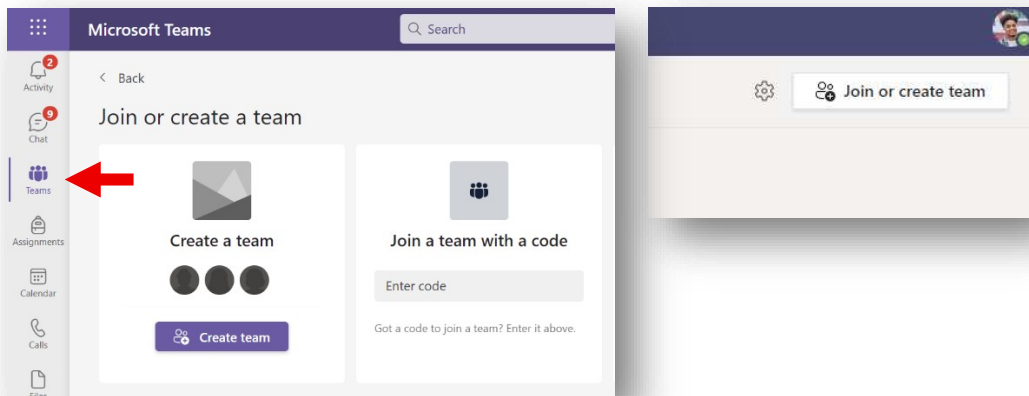 Microsoft Teams
Search
2
Activity
9
Chat
Teams
Assignments
Calendar
Calls
Files
< Back
Join or create a team
Create a team
Create team
Join a team with a code
Enter code
Got a code to join a team? Enter it above.
Join or create team